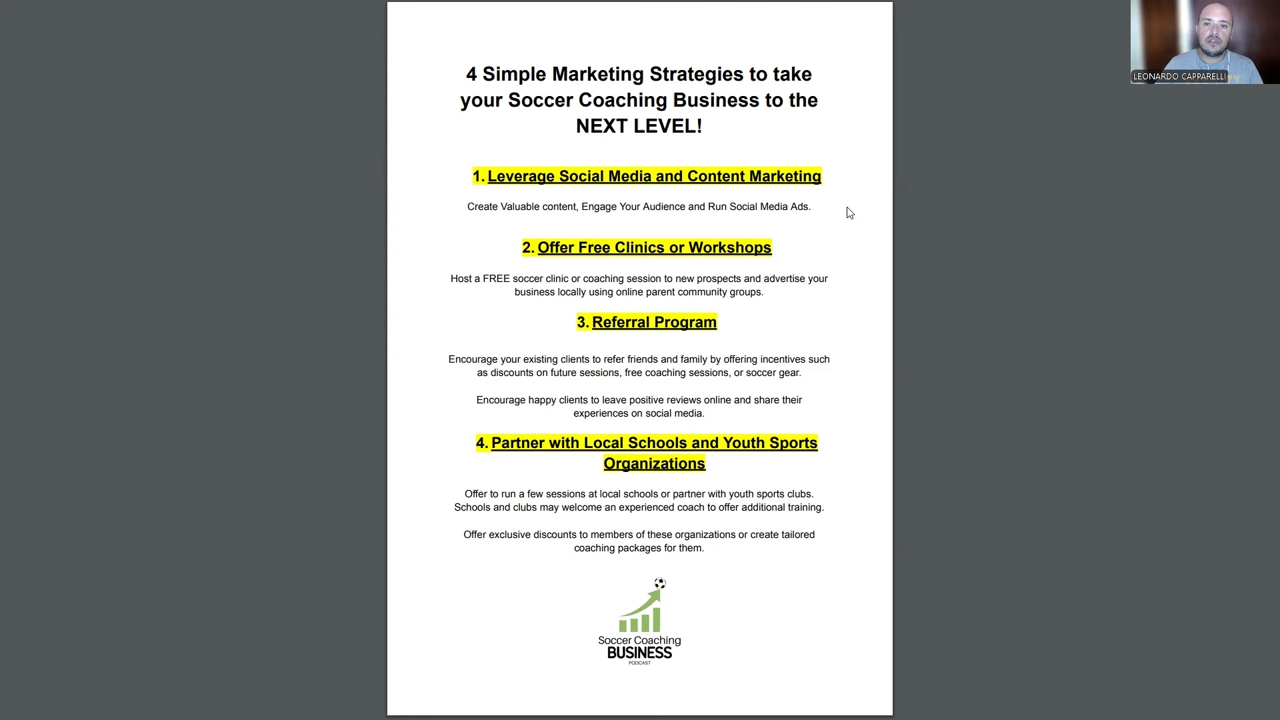 4 Simple Marketing Strategies to take
your Soccer Coaching Business to the
NEXT LEVEL!
1. Leverage Social Media and Content Marketing
Create Valuable content, Engage Your Audience and Run Social Media Ads.
2. Offer Free Clinics or Workshops
Host a FREE soccer clinic or coaching session to new prospects and advertise your
business locally using online parent community groups.
3. Referral Program
Encourage your existing clients to refer friends and family by offering incentives such
as discounts on future sessions, free coaching sessions, or soccer gear.
Encourage happy clients to leave positive reviews online and share their
experiences on social media.
4. Partner with Local Schools and Youth Sports
Organizations
Offer to run a few sessions at local schools or partner with youth sports clubs.
Schools and clubs may welcome an experienced coach to offer additional training.
Offer exclusive discounts to members of these organizations or create tailored
coaching packages for them.
Soccer Coaching
BUSINESS
PODCAST
LEONARDO CAPPARELLI